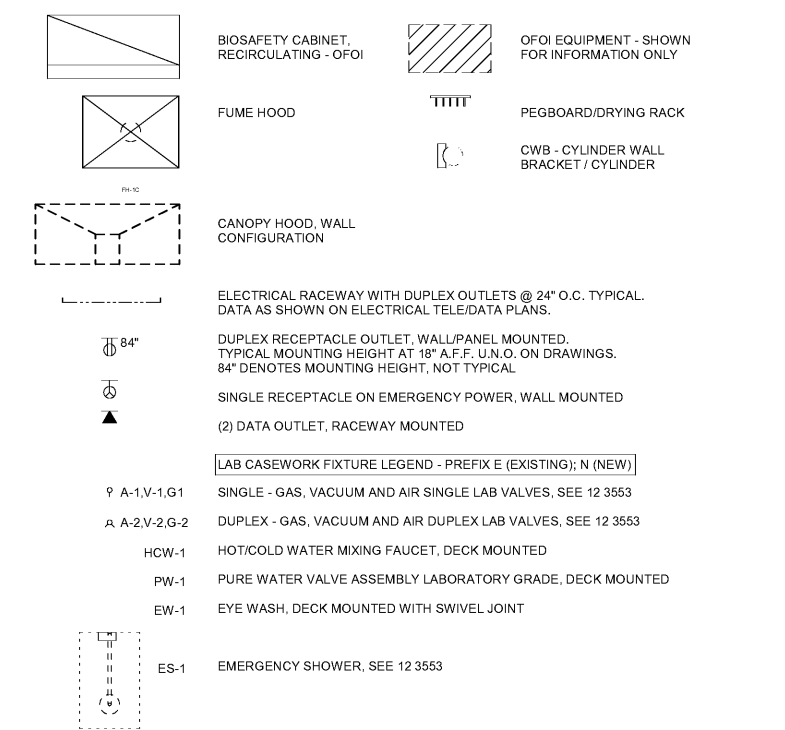 BIOSAFETY CABINET,
RECIRCULATING - OFOI
OFOI EQUIPMENT - SHOWN
FOR INFORMATION ONLY
FUME HOOD
PEGBOARD/DRYING RACK
CWB - CYLINDER WALL
BRACKET / CYLINDER
FH-1C
CANOPY HOOD, WALL
CONFIGURATION
ELECTRICAL RACEWAY WITH DUPLEX OUTLETS @ 24" O.C. TYPICAL.
DATA AS SHOWN ON ELECTRICAL TELE/DATA PLANS.
84"
DUPLEX RECEPTACLE OUTLET, WALL/PANEL MOUNTED.
TYPICAL MOUNTING HEIGHT AT 18" A.F.F. U.N.O. ON DRAWINGS.
84" DENOTES MOUNTING HEIGHT, NOT TYPICAL
SINGLE RECEPTACLE ON EMERGENCY POWER, WALL MOUNTED
(2) DATA OUTLET, RACEWAY MOUNTED
LAB CASEWORK FIXTURE LEGEND - PREFIX E (EXISTING); N (NEW)
A-1,V-1,G1 SINGLE - GAS, VACUUM AND AIR SINGLE LAB VALVES, SEE 12 3553
A-2,V-2,G-2 DUPLEX - GAS, VACUUM AND AIR DUPLEX LAB VALVES, SEE 12 3553
HCW-1 HOT/COLD WATER MIXING FAUCET, DECK MOUNTED
PW-1 PURE WATER VALVE ASSEMBLY LABORATORY GRADE, DECK MOUNTED
EW-1 EYE WASH, DECK MOUNTED WITH SWIVEL JOINT
ES-1 EMERGENCY SHOWER, SEE 12 3553